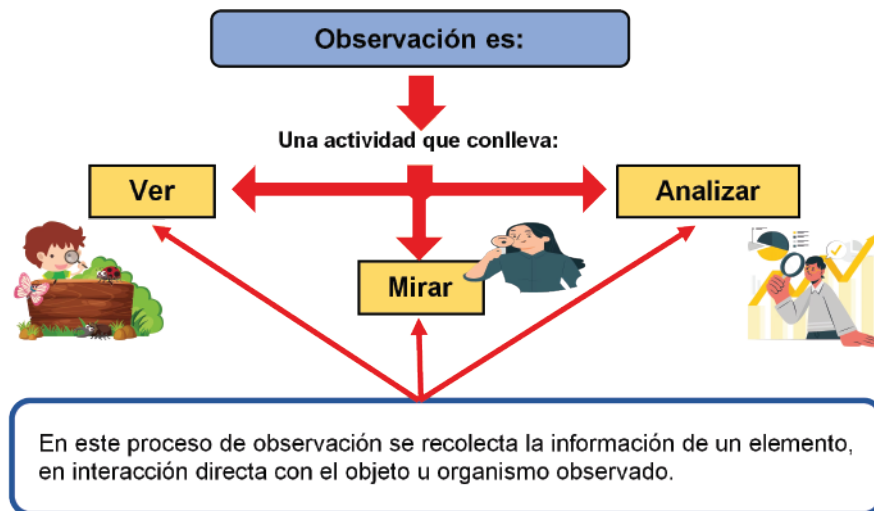 Observación es:
Una actividad que conlleva:
Ver
Analizar
Mirar
En este proceso de observación se recolecta la información de un elemento,
en interacción directa con el objeto u organismo observado.